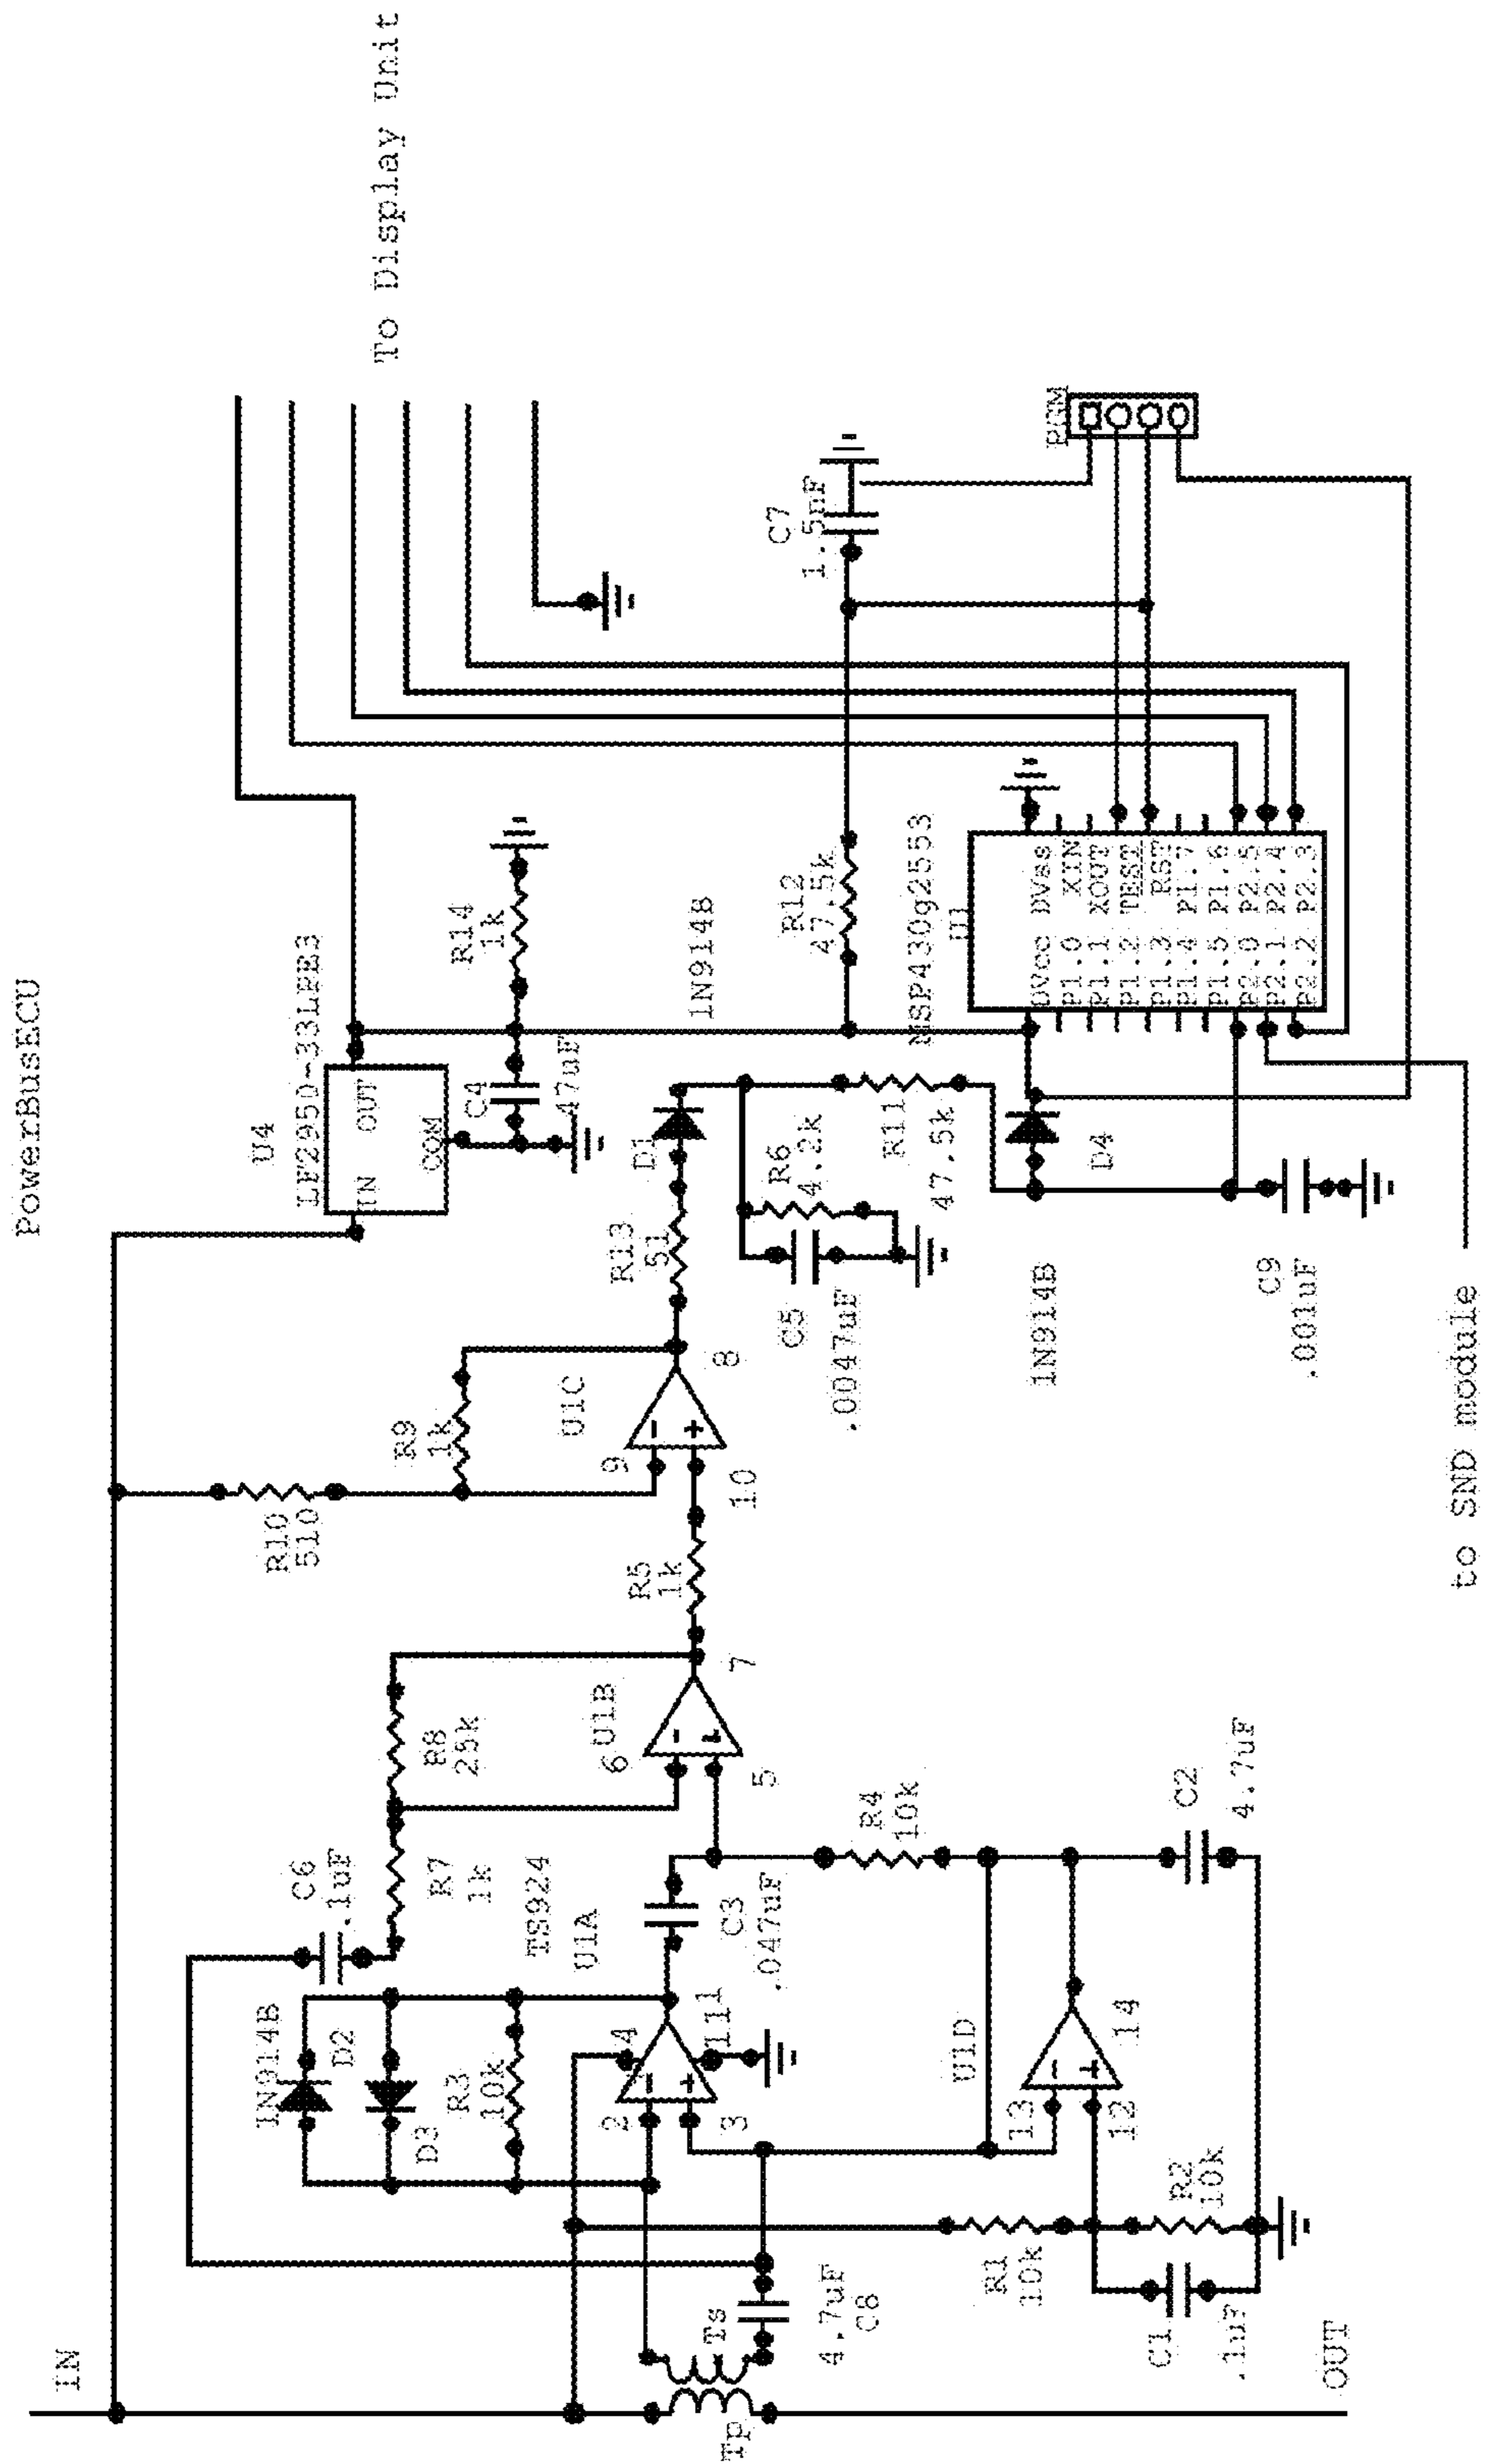 PowerBusECU
IN
To Display Unit
U4
LP2950-33LPE3
IN OUT
COM
R10
510
R9
1k
R14
1k
C4
47uF
1N914B
D2
D3
R3
10k
C6
.1uF
R7
1k
R8
25k
TS924
U1A
2
3
4
11
1
U1B
6
5
7
R5
1k
U1C
9
10
8
R13
51
D1
1N914B
R12
47.5k
C7
1.5nF
Tp
Ts
4.7uF
C8
C3
.047uF
R4
10k
C5
.0047uF
R6
4.2k
R11
47.5k
MSP430g2553
U1
DVcc DVss
P1.0 XIN
P1.1 XOUT
P1.2 TEST
P1.3 RST
P1.4 P1.7
P1.5 P1.6
P2.0 P2.5
P2.1 P2.4
P2.2 P2.3
PGM
R1
10k
U1D
13
12
14
R2
10k
C1
.1uF
C2
4.7uF
D4
1N914B
C9
.001uF
OUT
to SND module